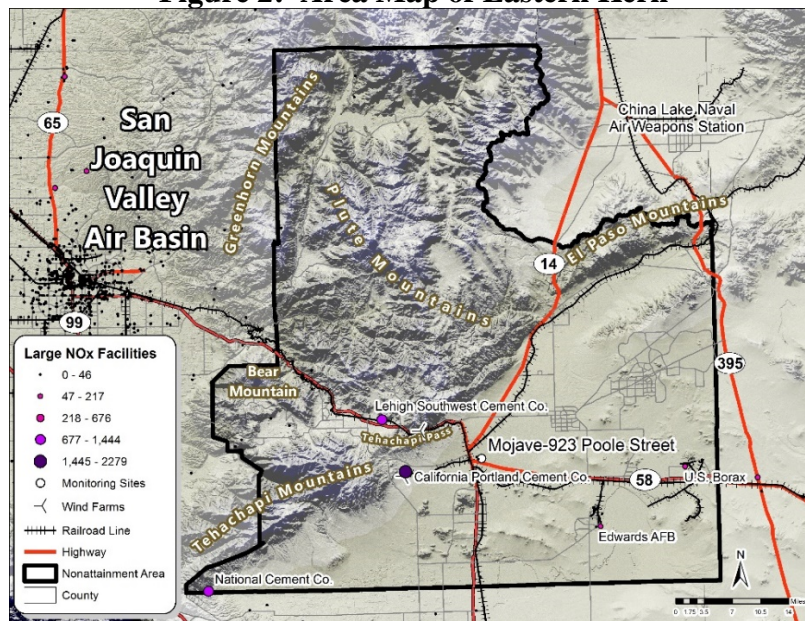 Figure 2: Area Map of Eastern Kern
65
San
Joaquin
Valley
Air Basin
Greenhorn Mountains
Plute Mountains
China Lake Naval
Air Weapons Station
El Paso Mountains
14
99
395
Bear
Mountain
Lehigh Southwest Cement Co.
Tehachapi Pass
Mojave-923 Poole Street
Tehachapi Mountains
California Portland Cement Co.
58
U.S. Borax
Edwards AFB
National Cement Co.
Large NOx Facilities
0 - 46
47 - 217
218 - 676
677 - 1,444
1,445 - 2279
Monitoring Sites
Wind Farms
Railroad Line
Highway
Nonattainment Area
County
N
Miles
0 1.75 3.5 7 10.5 14